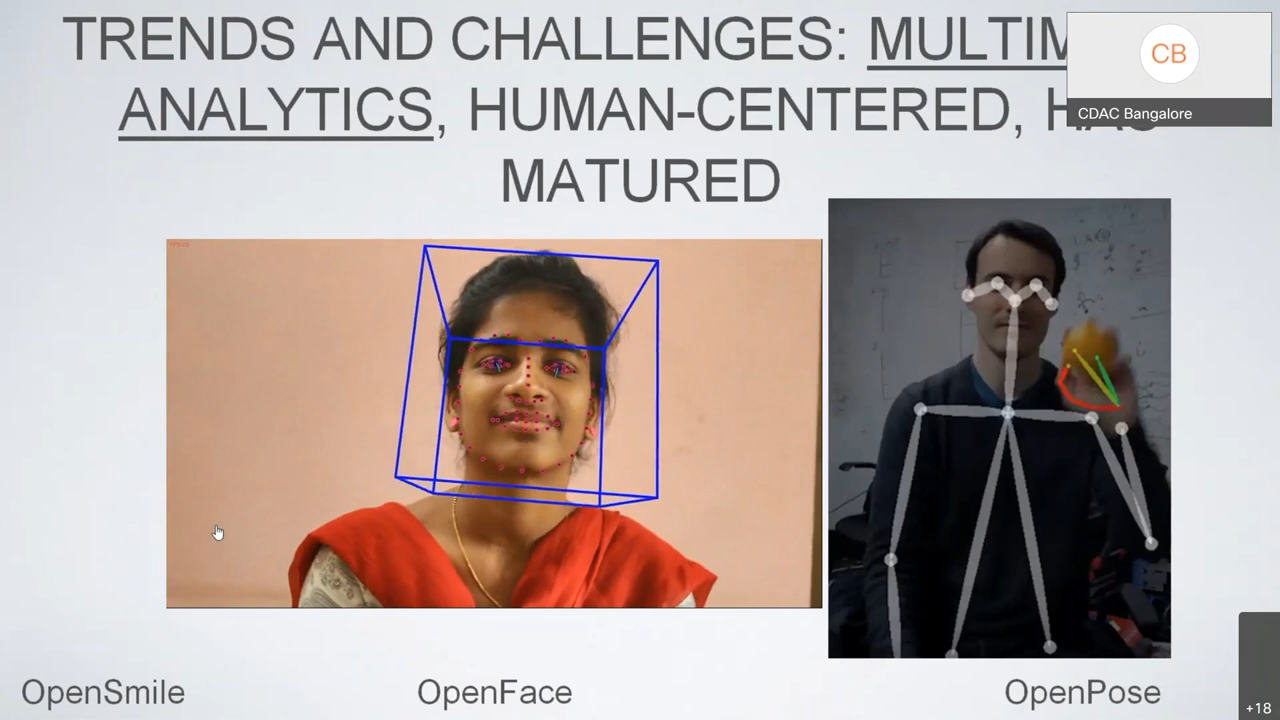 TRENDS AND CHALLENGES: MULTIM
ANALYTICS, HUMAN-CENTERED,
MATURED
CB
CDAC Bangalore
OpenSmile
OpenFace
OpenPose
+18